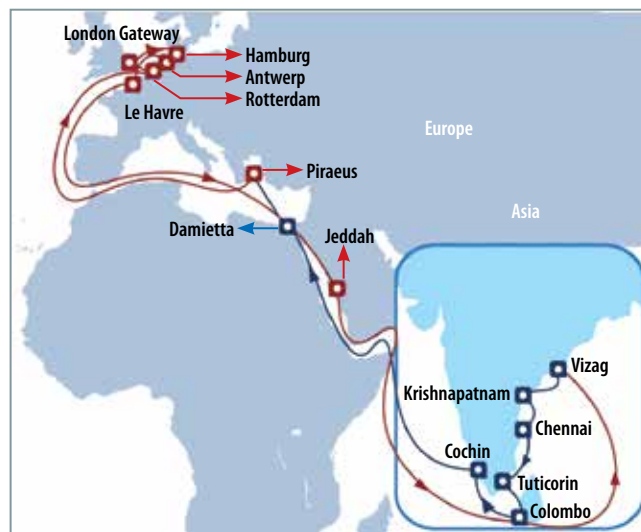 London Gateway
Hamburg
Antwerp
Rotterdam
Le Havre
Europe
Piraeus
Asia
Damietta
Jeddah
Vizag
Krishnapatnam
Chennai
Cochin
Tuticorin
Colombo